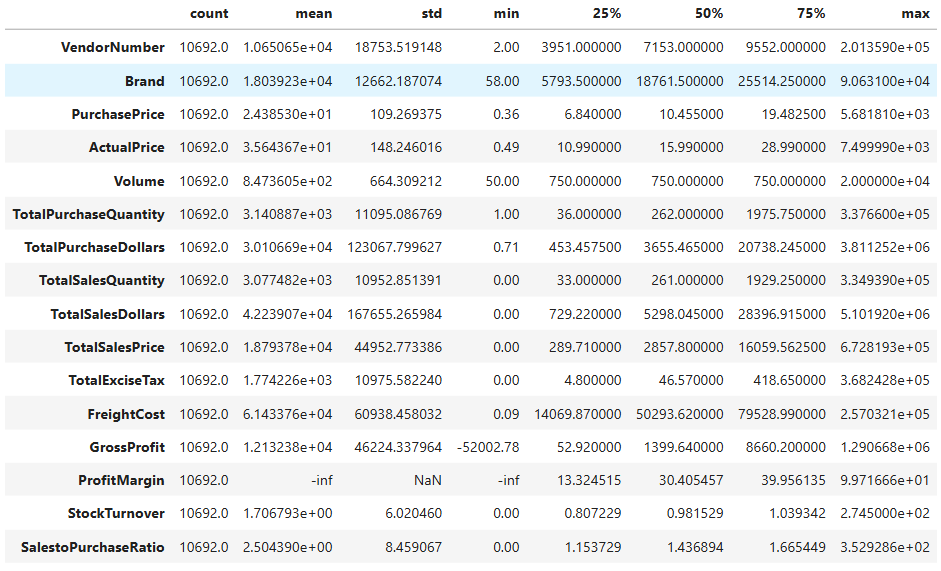 count mean std min 25% 50% 75% max
VendorNumber 10692.0 1.065065e+04 18753.519148 2.00 3951.000000 7153.000000 9552.000000 2.013590e+05
Brand 10692.0 1.803923e+04 12662.187074 58.00 5793.500000 18761.500000 25514.250000 9.063100e+04
PurchasePrice 10692.0 2.438530e+01 109.269375 0.36 6.840000 10.455000 19.482500 5.681810e+03
ActualPrice 10692.0 3.564367e+01 148.246016 0.49 10.990000 15.990000 28.990000 7.499990e+03
Volume 10692.0 8.473605e+02 664.309212 50.00 750.000000 750.000000 750.000000 2.000000e+04
TotalPurchaseQuantity 10692.0 3.140887e+03 11095.086769 1.00 36.000000 262.000000 1975.750000 3.376600e+05
TotalPurchaseDollars 10692.0 3.010669e+04 123067.799627 0.71 453.457500 3655.465000 20738.245000 3.811252e+06
TotalSalesQuantity 10692.0 3.077482e+03 10952.851391 0.00 33.000000 261.000000 1929.250000 3.349390e+05
TotalSalesDollars 10692.0 4.223907e+04 167655.265984 0.00 729.220000 5298.045000 28396.915000 5.101920e+06
TotalSalesPrice 10692.0 1.879378e+04 44952.773386 0.00 289.710000 2857.800000 16059.562500 6.728193e+05
TotalExciseTax 10692.0 1.774226e+03 10975.582240 0.00 4.800000 46.570000 418.650000 3.682428e+05
FreightCost 10692.0 6.143376e+04 60938.458032 0.09 14069.870000 50293.620000 79528.990000 2.570321e+05
GrossProfit 10692.0 1.213238e+04 46224.337964 -52002.78 52.920000 1399.640000 8660.200000 1.290668e+06
ProfitMargin 10692.0 -inf NaN -inf 13.324515 30.405457 39.956135 9.971666e+01
StockTurnover 10692.0 1.706793e+00 6.020460 0.00 0.807229 0.981529 1.039342 2.745000e+02
SalestoPurchaseRatio 10692.0 2.504390e+00 8.459067 0.00 1.153729 1.436894 1.665449 3.529286e+02